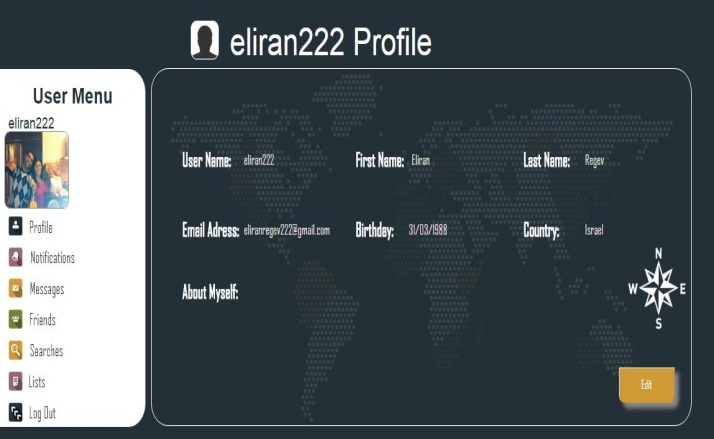 eliran222 Profile
User Menu
eliran222
Profile
Notifications
Messages
Friends
Searches
Lists
Log Out
User Name: eliran222 First Name: Eliran Last Name: Regev
Email Adress: eliranregev222@gmail.com Birthday: 31/03/1988 Country: Israel
About Myself:
N
W E
S
Edit